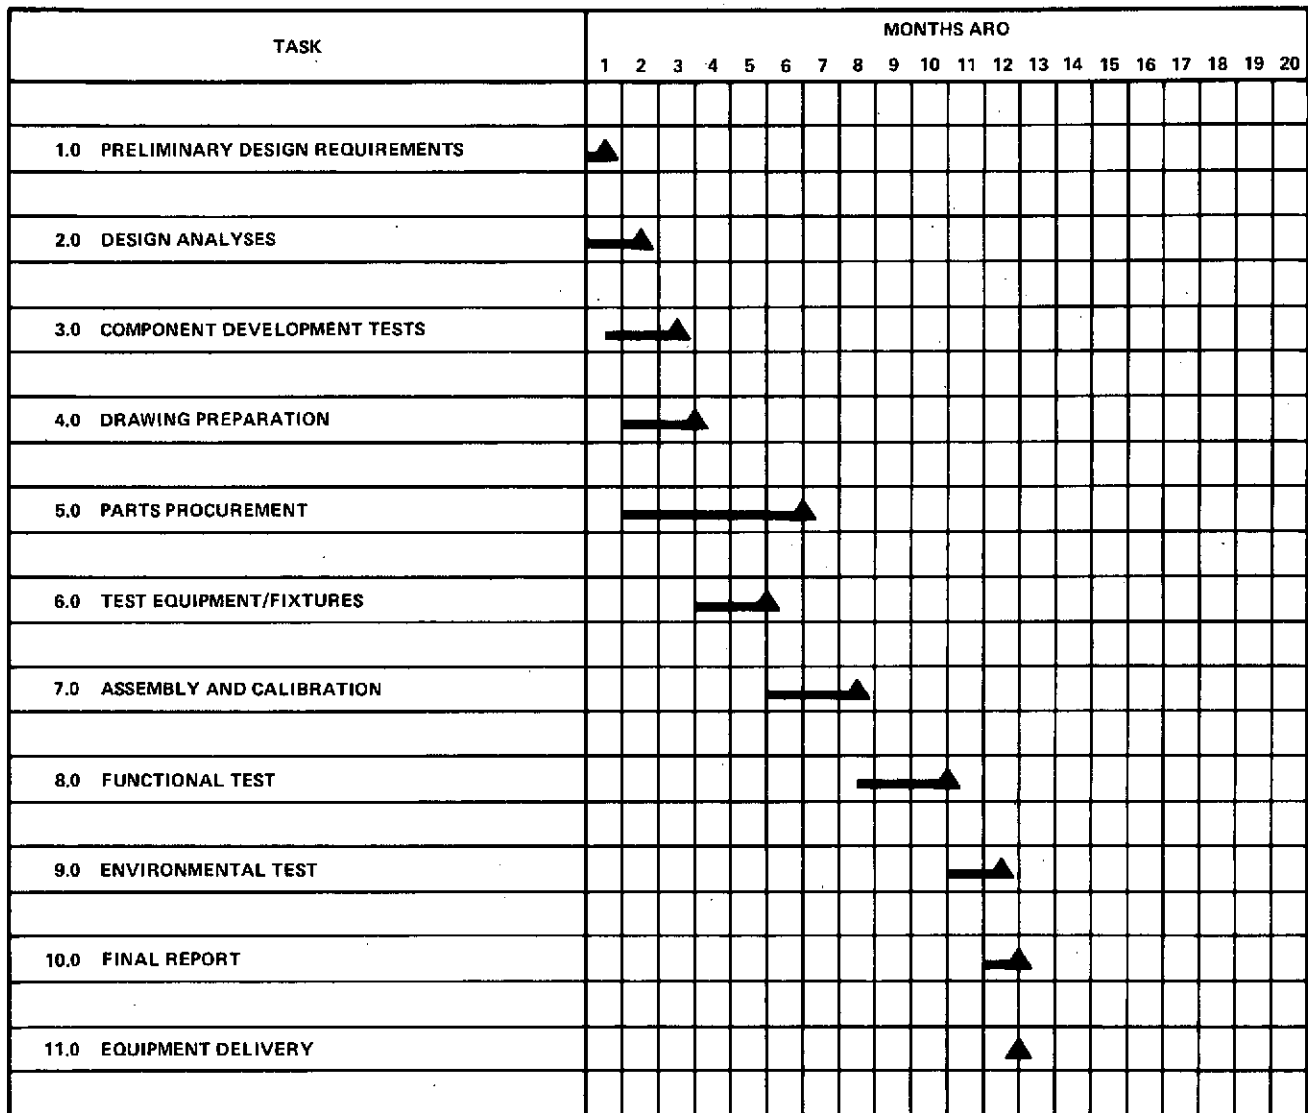 TASK
MONTHS ARO
1 2 3 4 5 6 7 8 9 10 11 12 13 14 15 16 17 18 19 20
1.0 PRELIMINARY DESIGN REQUIREMENTS
2.0 DESIGN ANALYSES
3.0 COMPONENT DEVELOPMENT TESTS
4.0 DRAWING PREPARATION
5.0 PARTS PROCUREMENT
6.0 TEST EQUIPMENT/FIXTURES
7.0 ASSEMBLY AND CALIBRATION
8.0 FUNCTIONAL TEST
9.0 ENVIRONMENTAL TEST
10.0 FINAL REPORT
11.0 EQUIPMENT DELIVERY